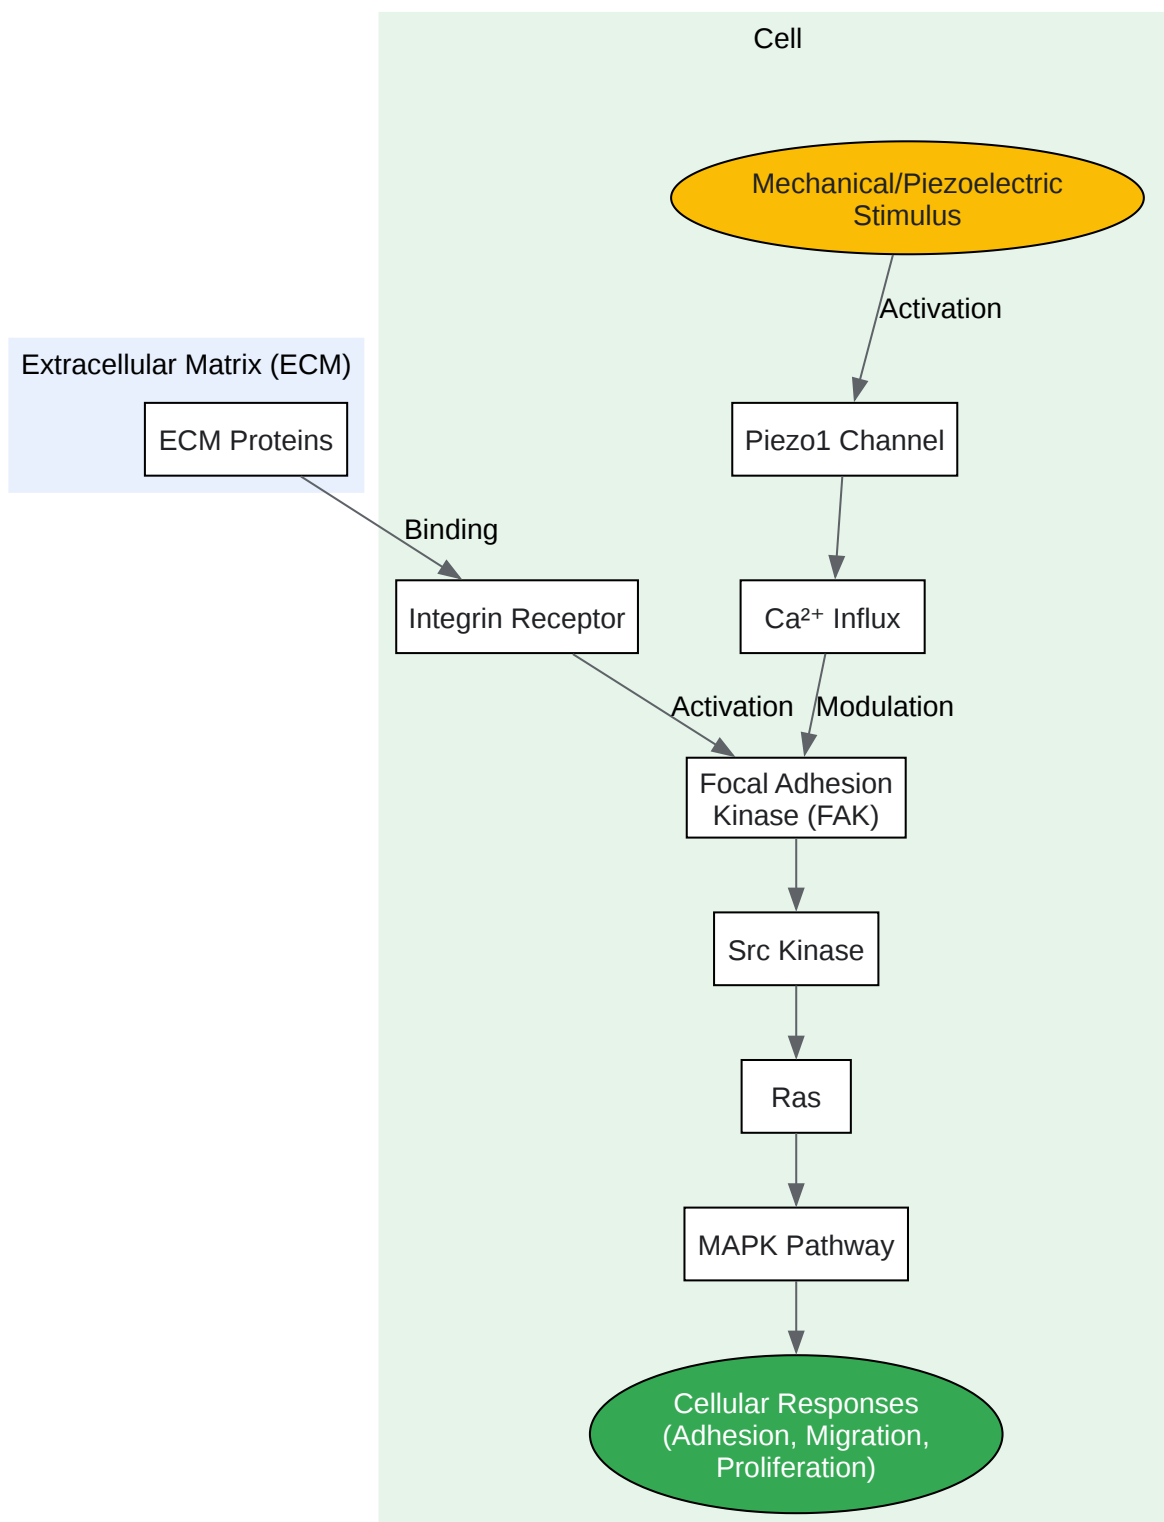 Cell
Mechanical/Piezoelectric
Stimulus
Activation
Extracellular Matrix (ECM)
ECM Proteins
Piezo1 Channel
Binding
Integrin Receptor
Ca²⁺ Influx
Activation
Modulation
Focal Adhesion
Kinase (FAK)
Src Kinase
Ras
MAPK Pathway
Cellular Responses
(Adhesion, Migration,
Proliferation)